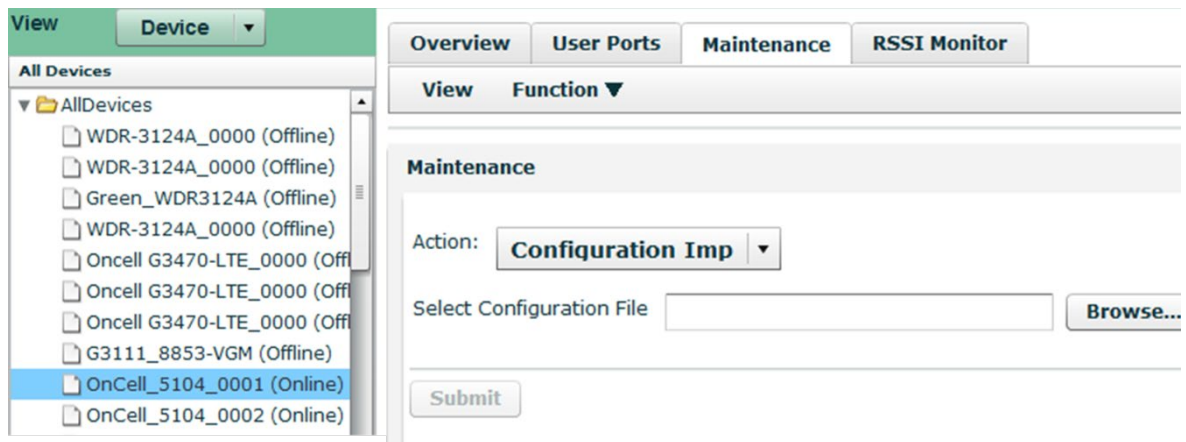 View Device
All Devices
AllDevices
WDR-3124A_0000 (Offline)
WDR-3124A_0000 (Offline)
Green_WDR3124A (Offline)
WDR-3124A_0000 (Offline)
Oncell G3470-LTE_0000 (Offl
Oncell G3470-LTE_0000 (Offl
Oncell G3470-LTE_0000 (Offl
G3111_8853-VGM (Offline)
OnCell_5104_0001 (Online)
OnCell_5104_0002 (Online)
Overview User Ports Maintenance RSSI Monitor
View Function
Maintenance
Action: Configuration Imp
Select Configuration File Browse...
Submit